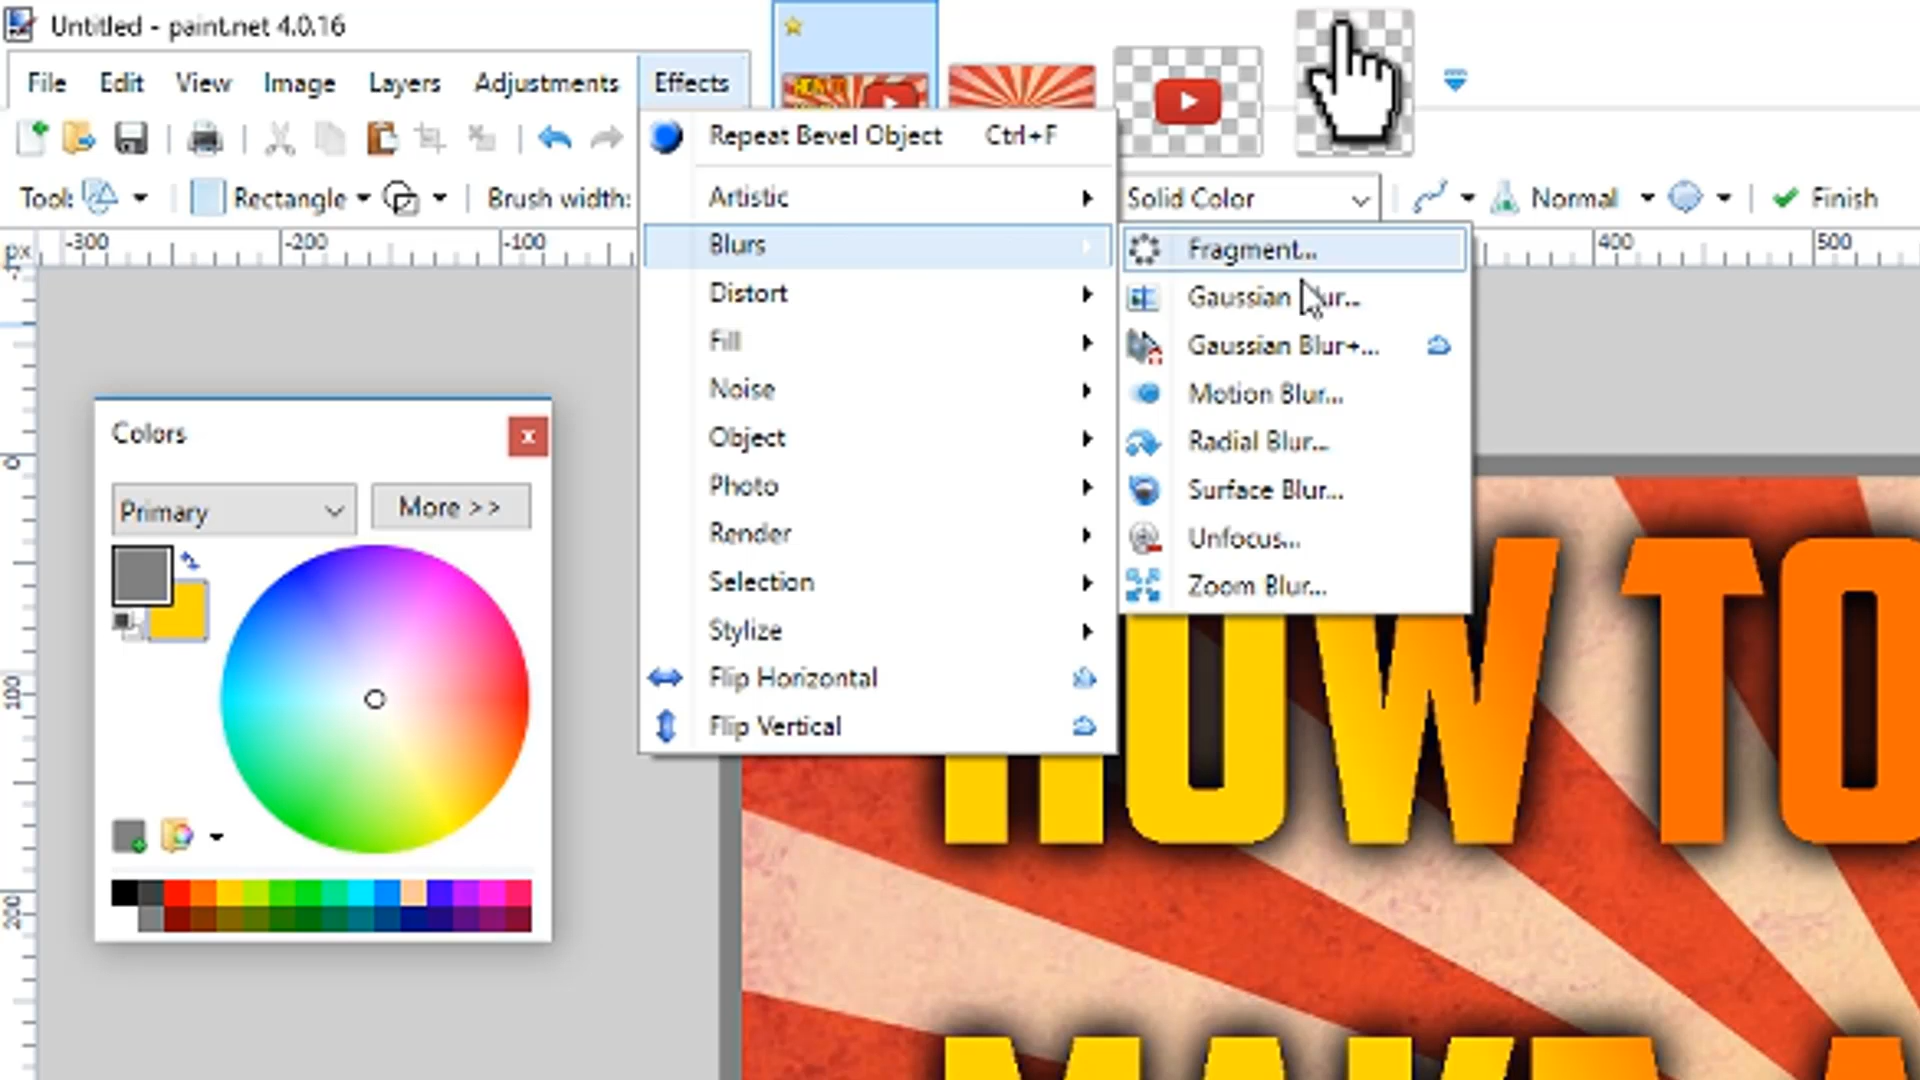 Untitled - paint.net 4.0.16
File Edit View Image Layers Adjustments Effects
Tool: Rectangle Brush width: Solid Color Normal Finish
px -300 -200 -100 400 500
0
100
200
Repeat Bevel Object Ctrl+F
Artistic
Blurs
Distort
Fill
Noise
Object
Photo
Render
Selection
Stylize
Flip Horizontal
Flip Vertical
Fragment...
Gaussian Blur...
Gaussian Blur+...
Motion Blur...
Radial Blur...
Surface Blur...
Unfocus...
Zoom Blur...
Colors
Primary More >>
HOW TO
MAKE A